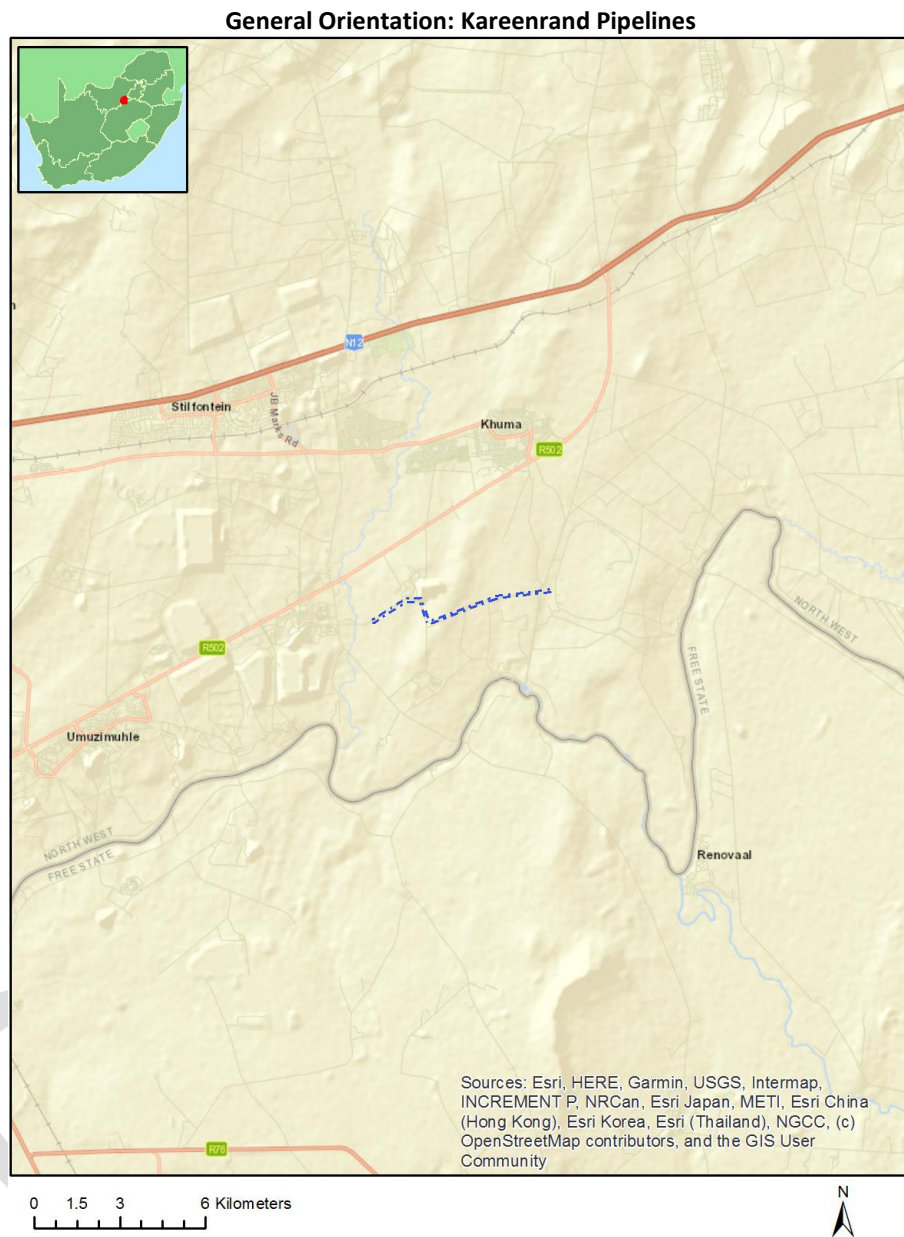 General Orientation: Kareenrand Pipelines
N12
Stilfontein
JB Marks Rd
Khuma
R502
NORTH WEST
FREE STATE
R502
Umuzimuhle
NORTH WEST
FREE STATE
Renovaal
Sources: Esri, HERE, Garmin, USGS, Intermap,
INCREMENT P, NRCan, Esri Japan, METI, Esri China
(Hong Kong), Esri Korea, Esri (Thailand), NGCC, (c)
OpenStreetMap contributors, and the GIS User
Community
R76
0 1.5 3 6 Kilometers
N